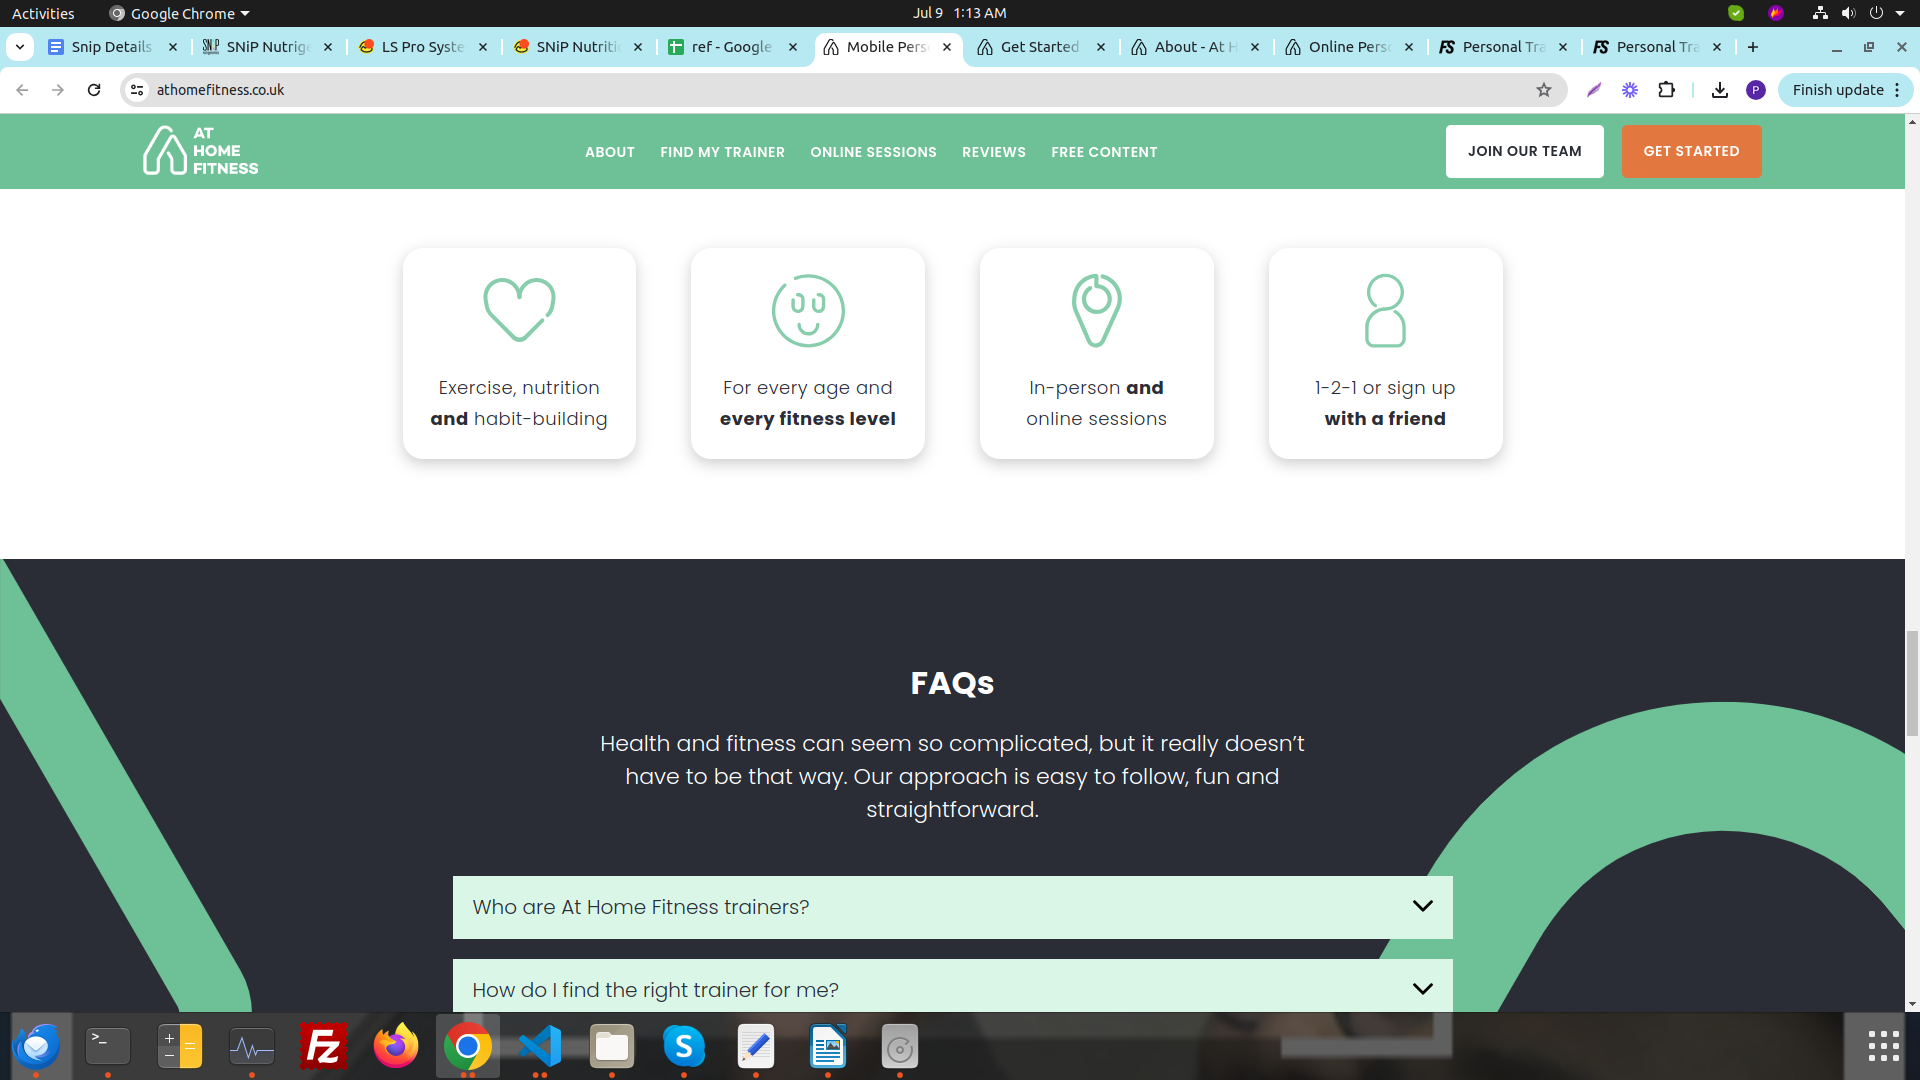 Activities
Google Chrome
Jul 9 1:13 AM
Snip Details
SNiP Nutrig
LS Pro Syste
SNiP Nutriti
ref - Google
Mobile Pers
Get Started
About - At H
Online Pers
Personal Tra
Personal Tra
athomefitness.co.uk
P
Finish update
AT
HOME
FITNESS
ABOUT
FIND MY TRAINER
ONLINE SESSIONS
REVIEWS
FREE CONTENT
JOIN OUR TEAM
GET STARTED
Exercise, nutrition
and habit-building
For every age and
every fitness level
In-person and
online sessions
1-2-1 or sign up
with a friend
FAQs
Health and fitness can seem so complicated, but it really doesn’t
have to be that way. Our approach is easy to follow, fun and
straightforward.
Who are At Home Fitness trainers?
How do I find the right trainer for me?